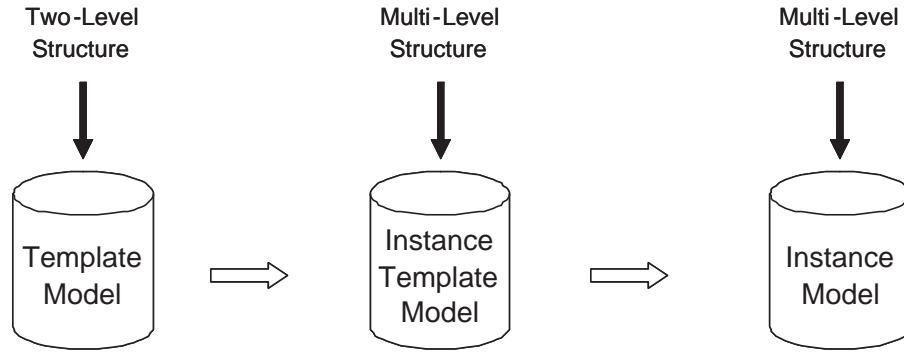 Two-Level
Structure
Multi-Level
Structure
Multi-Level
Structure
Template
Model
Instance
Template
Model
Instance
Model